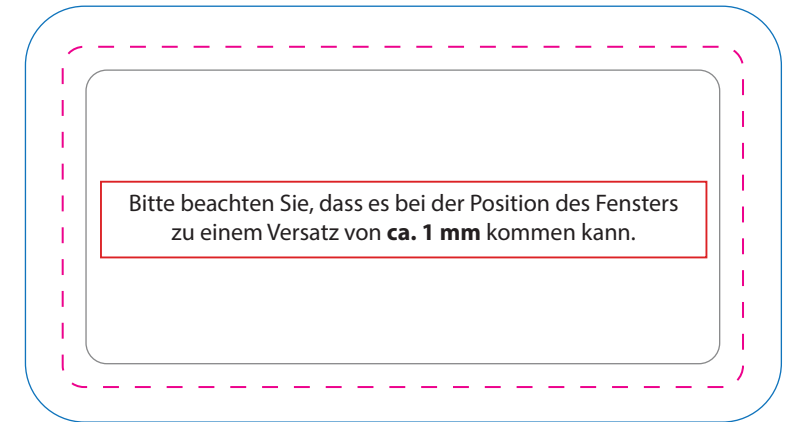 Bitte beachten Sie, dass es bei der Position des Fensters
zu einem Versatz von ca. 1 mm kommen kann.